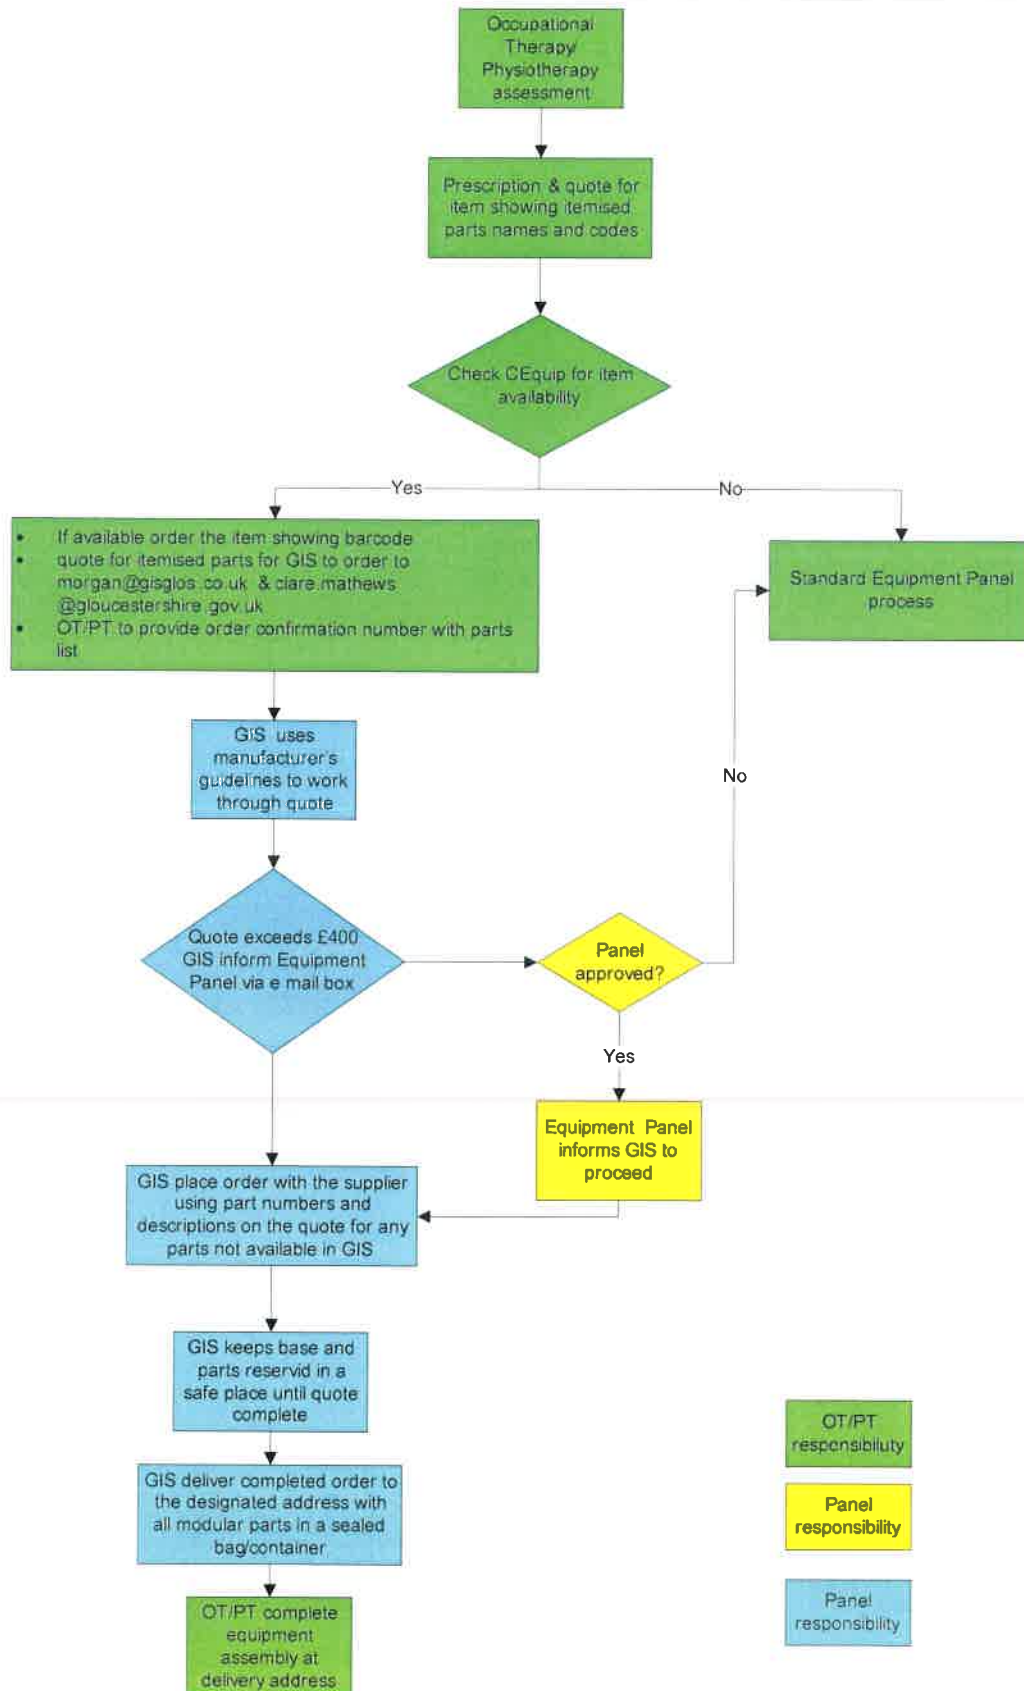 Occupational
Therapy
Physiotherapy
assessment
Prescription & quote for
item showing itemised
parts names and codes
Check CEquip for item
availability
Yes
No
• If available order the item showing barcode
• quote for itemised parts for GIS to order to
morgan@gisglos.co.uk & clare.mathews
@gloucestershire.gov.uk
• OT/PT to provide order confirmation number with parts
list
Standard Equipment Panel
process
GIS uses
manufacturer's
guidelines to work
through quote
No
Quote exceeds £400
GIS inform Equipment
Panel via e mail box
Panel
approved?
Yes
Equipment Panel
informs GIS to
proceed
GIS place order with the supplier
using part numbers and
descriptions on the quote for any
parts not available in GIS
GIS keeps base and
parts reservid in a
safe place until quote
complete
GIS deliver completed order to
the designated address with
all modular parts in a sealed
bag/container
OT/PT complete
equipment
assembly at
delivery address
OT/PT
responsibiluty
Panel
responsibility
Panel
responsibility